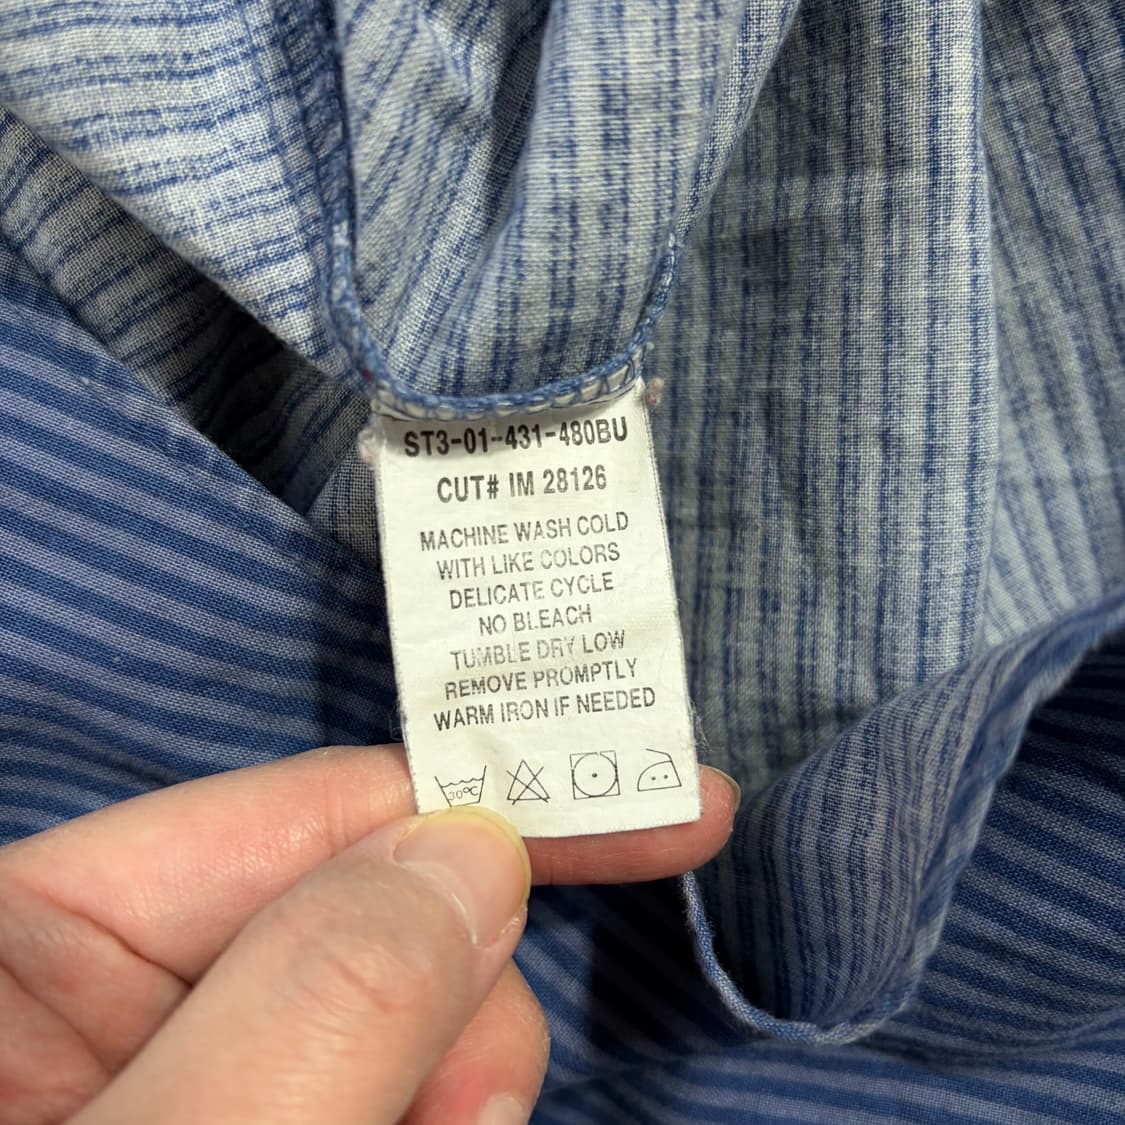 ST3-01-431-480BU
CUT# IM 28126
MACHINE WASH COLD
WITH LIKE COLORS
DELICATE CYCLE
NO BLEACH
TUMBLE DRY LOW
REMOVE PROMPTLY
WARM IRON IF NEEDED
30°C